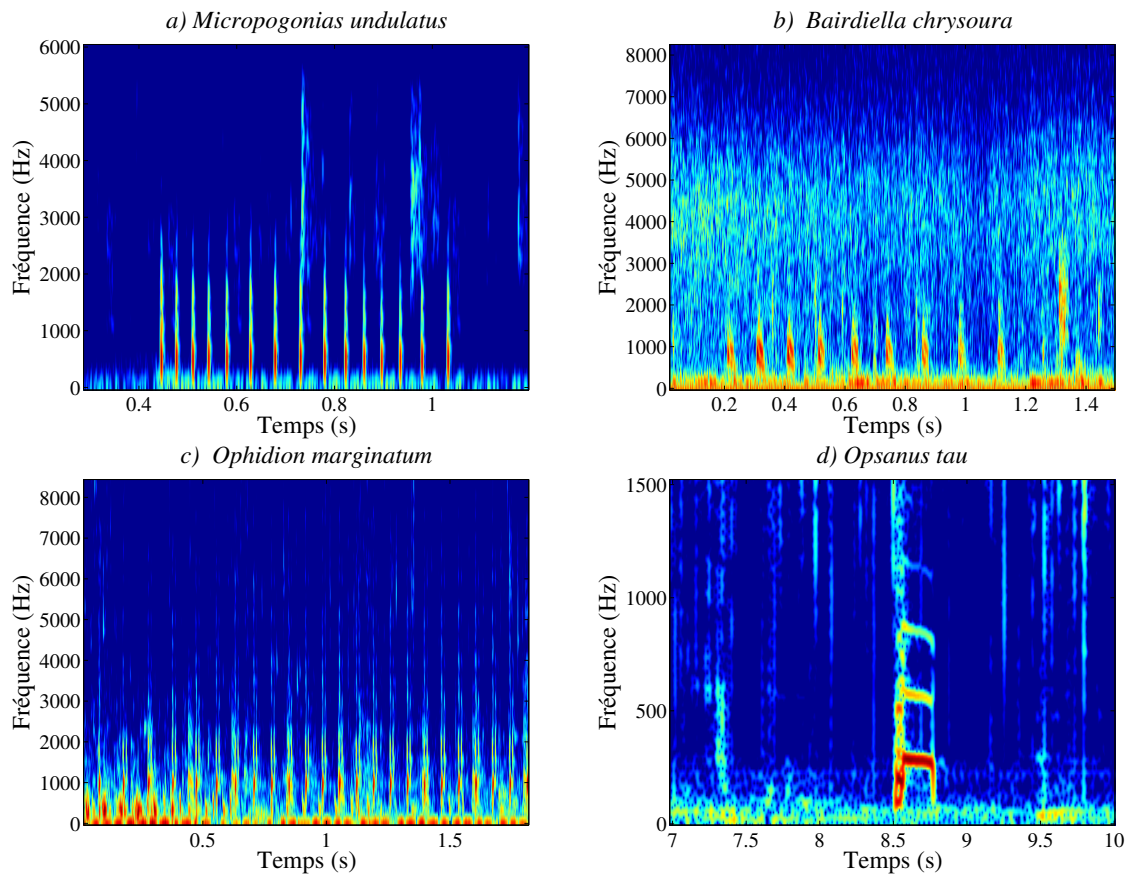 a) Micropogonias undulatus
6000
5000
4000
3000
2000
1000
0
Fréquence (Hz)
0.4 0.6 0.8 1
Temps (s)
b) Bairdiella chrysoura
8000
7000
6000
5000
4000
3000
2000
1000
0
Fréquence (Hz)
0.2 0.4 0.6 0.8 1 1.2 1.4
Temps (s)
c) Ophidion marginatum
8000
7000
6000
5000
4000
3000
2000
1000
0
Fréquence (Hz)
0.5 1 1.5
Temps (s)
d) Opsanus tau
1500
1000
500
0
Fréquence (Hz)
7 7.5 8 8.5 9 9.5 10
Temps (s)